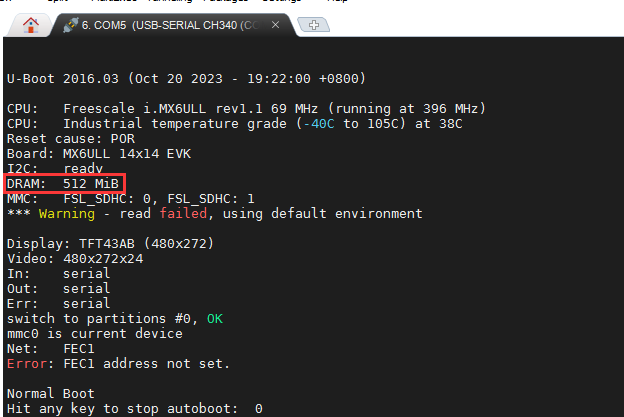 6. COM5 (USB-SERIAL CH340 (CO
U-Boot 2016.03 (Oct 20 2023 - 19:22:00 +0800)
CPU: Freescale i.MX6ULL rev1.1 69 MHz (running at 396 MHz)
CPU: Industrial temperature grade (-40C to 105C) at 38C
Reset cause: POR
Board: MX6ULL 14x14 EVK
I2C: ready
DRAM: 512 MiB
MMC: FSL_SDHC: 0, FSL_SDHC: 1
*** Warning - read failed, using default environment
Display: TFT43AB (480x272)
Video: 480x272x24
In: serial
Out: serial
Err: serial
switch to partitions #0, OK
mmc0 is current device
Net: FEC1
Error: FEC1 address not set.
Normal Boot
Hit any key to stop autoboot: 0